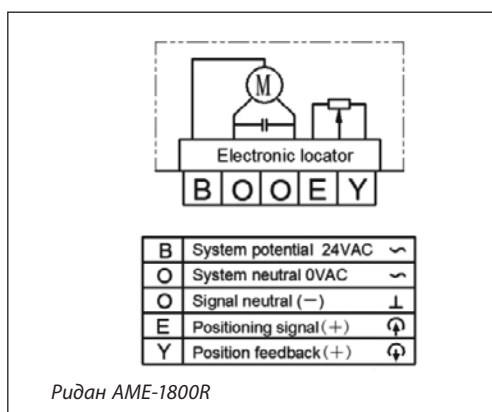 M
Electronic locator
B O O E Y
B System potential 24VAC ∽
O System neutral 0VAC ∽
O Signal neutral (−) ⊥
E Positioning signal (+)
Y Position feedback (+)
Ридан AME-1800R